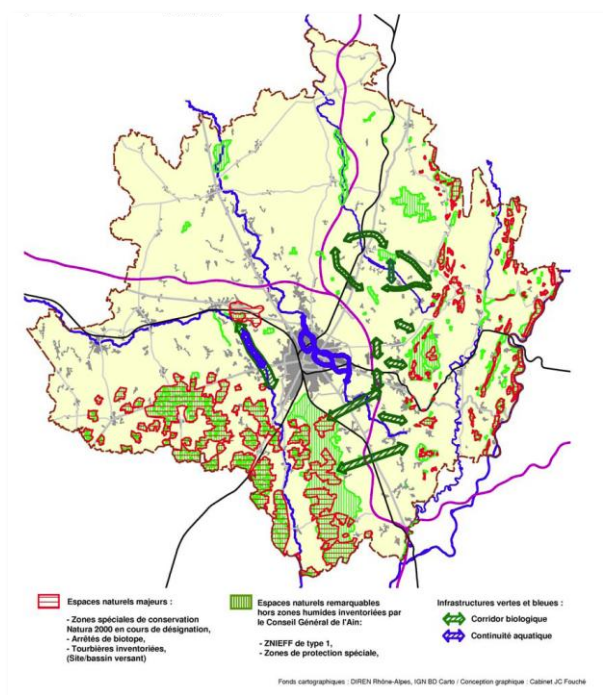 Espaces naturels majeurs :
- Zones spéciales de conservation
Natura 2000 en cours de désignation,
- Arrêtés de biotope,
- Tourbières inventoriées,
(Site/bassin versant)
Espaces naturels remarquables
hors zones humides inventoriées par
le Conseil Général de l'Ain:
- ZNIEFF de type 1,
- Zones de protection spéciale,
Infrastructures vertes et bleues :
Corridor biologique
Continuité aquatique
Fonds cartographiques : DIREN Rhône-Alpes, IGN BD Carto / Conception graphique : Cabinet JC Fouché